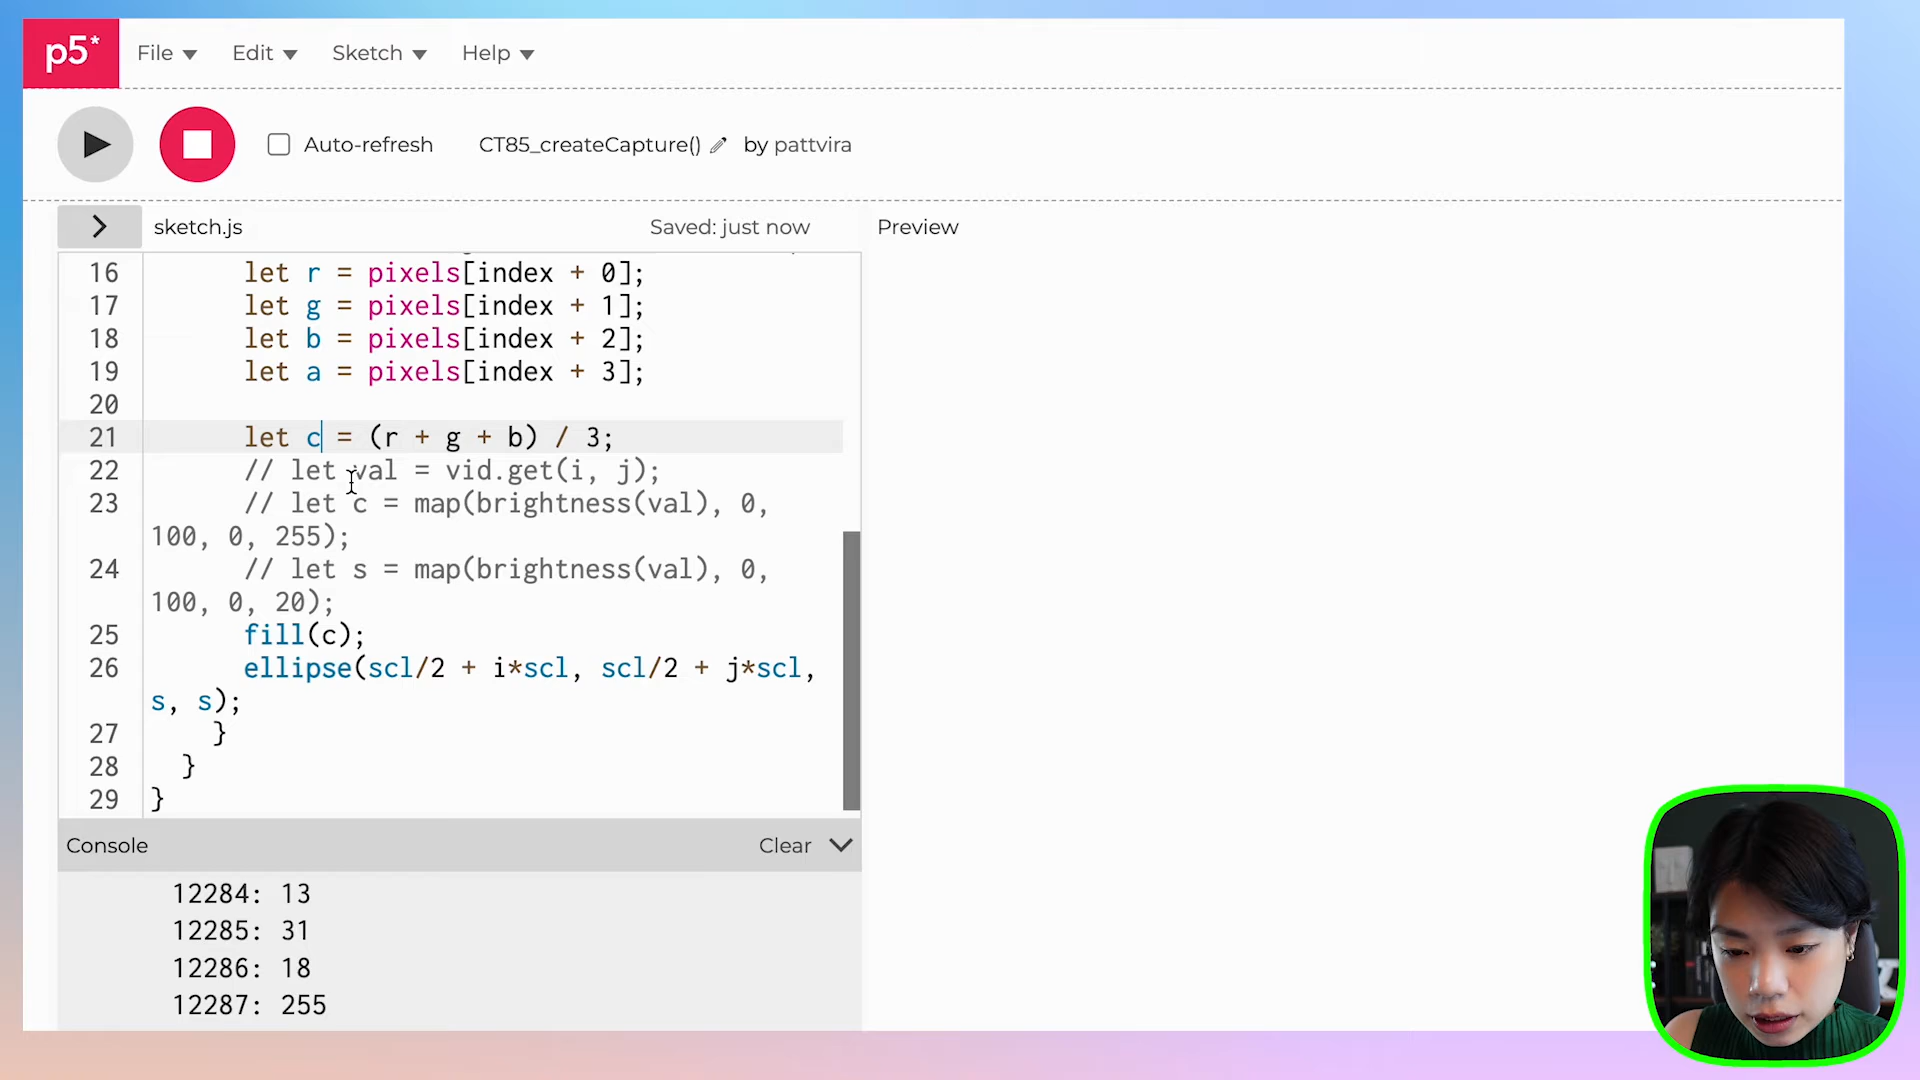 p5* File Edit Sketch Help
Auto-refresh CT85_createCapture() by pattvira
sketch.js Saved: just now Preview
16 let r = pixels[index + 0];
17 let g = pixels[index + 1];
18 let b = pixels[index + 2];
19 let a = pixels[index + 3];
20
21 let c = (r + g + b) / 3;
22 // let val = vid.get(i, j);
23 // let c = map(brightness(val), 0,
100, 0, 255);
24 // let s = map(brightness(val), 0,
100, 0, 20);
25 fill(c);
26 ellipse(scl/2 + i*scl, scl/2 + j*scl,
s, s);
27 }
28 }
29 }
Console Clear
12284: 13
12285: 31
12286: 18
12287: 255